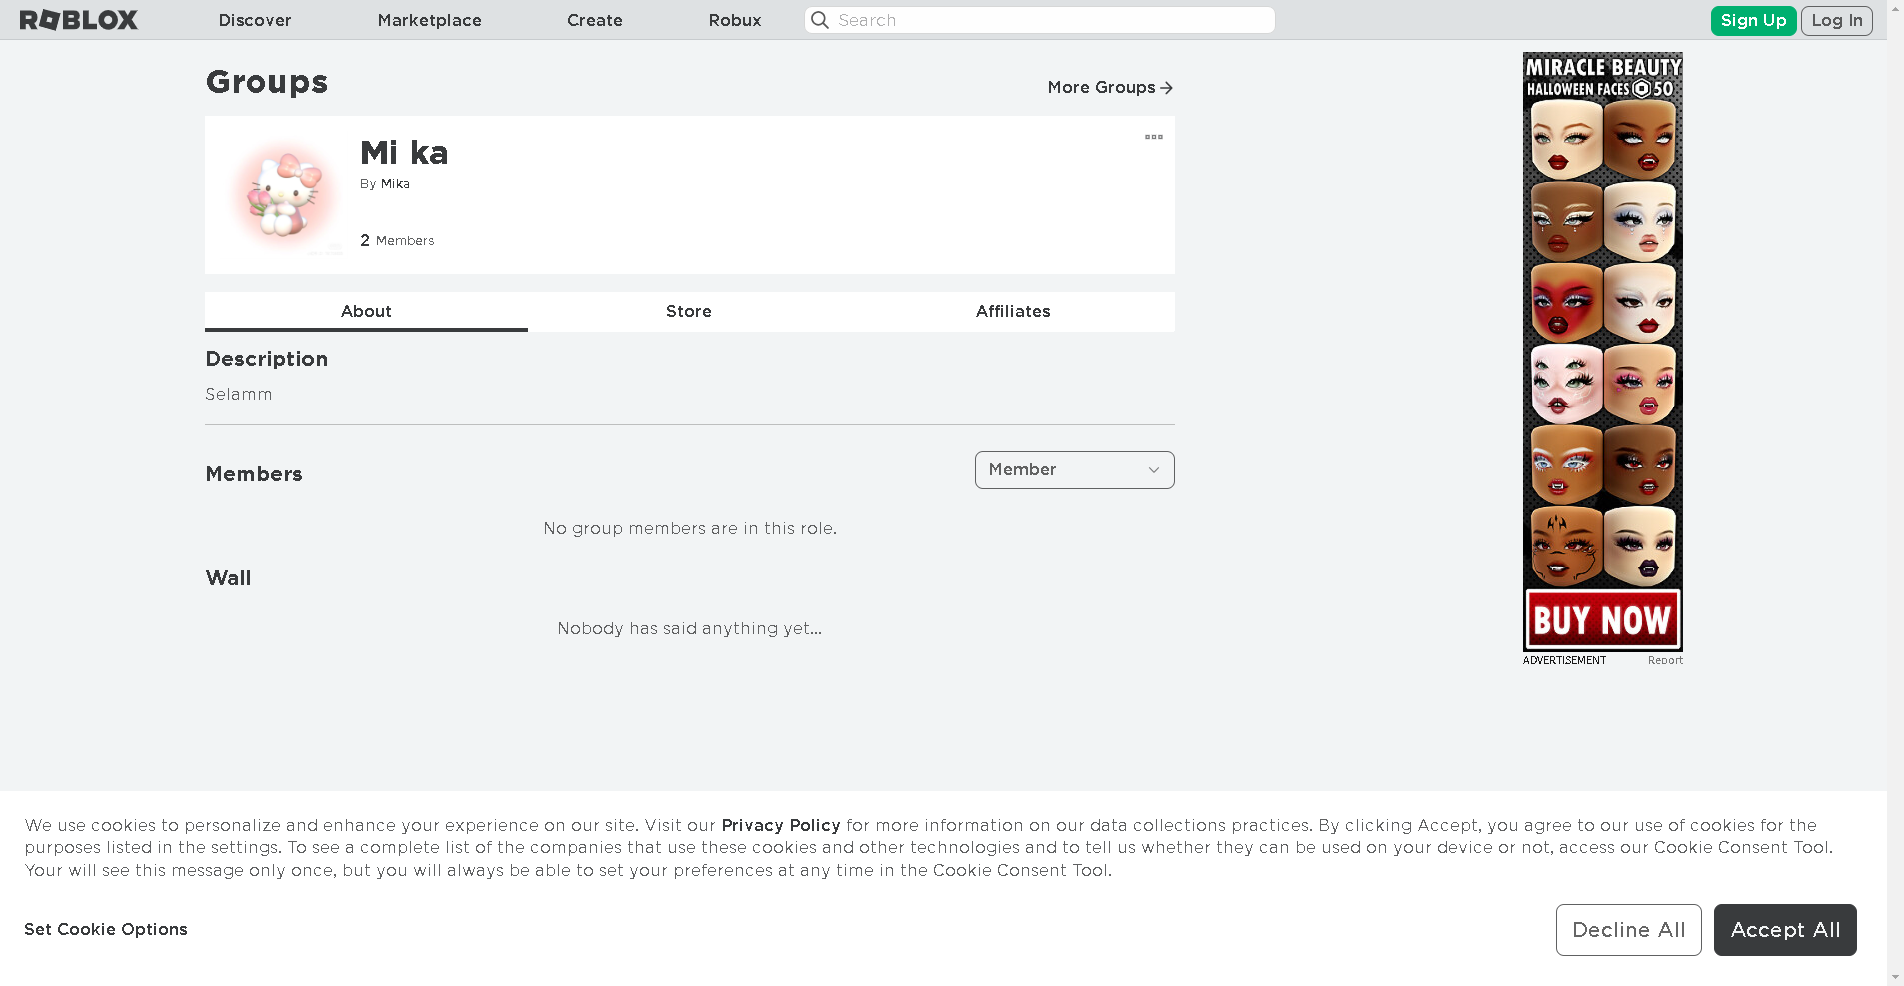 ROBLOX
Discover
Marketplace
Create
Robux
Search
Sign Up
Log In
Groups
More Groups
Mi ka
By Mika
2 Members
About
Store
Affiliates
Description
Selamm
Members
Member
No group members are in this role.
Wall
Nobody has said anything yet...
MIRACLE BEAUTY
HALLOWEEN FACES 50
BUY NOW
ADVERTISEMENT
Report
We use cookies to personalize and enhance your experience on our site. Visit our Privacy Policy for more information on our data collections practices. By clicking Accept, you agree to our use of cookies for the
purposes listed in the settings. To see a complete list of the companies that use these cookies and other technologies and to tell us whether they can be used on your device or not, access our Cookie Consent Tool.
Your will see this message only once, but you will always be able to set your preferences at any time in the Cookie Consent Tool.
Set Cookie Options
Decline All
Accept All